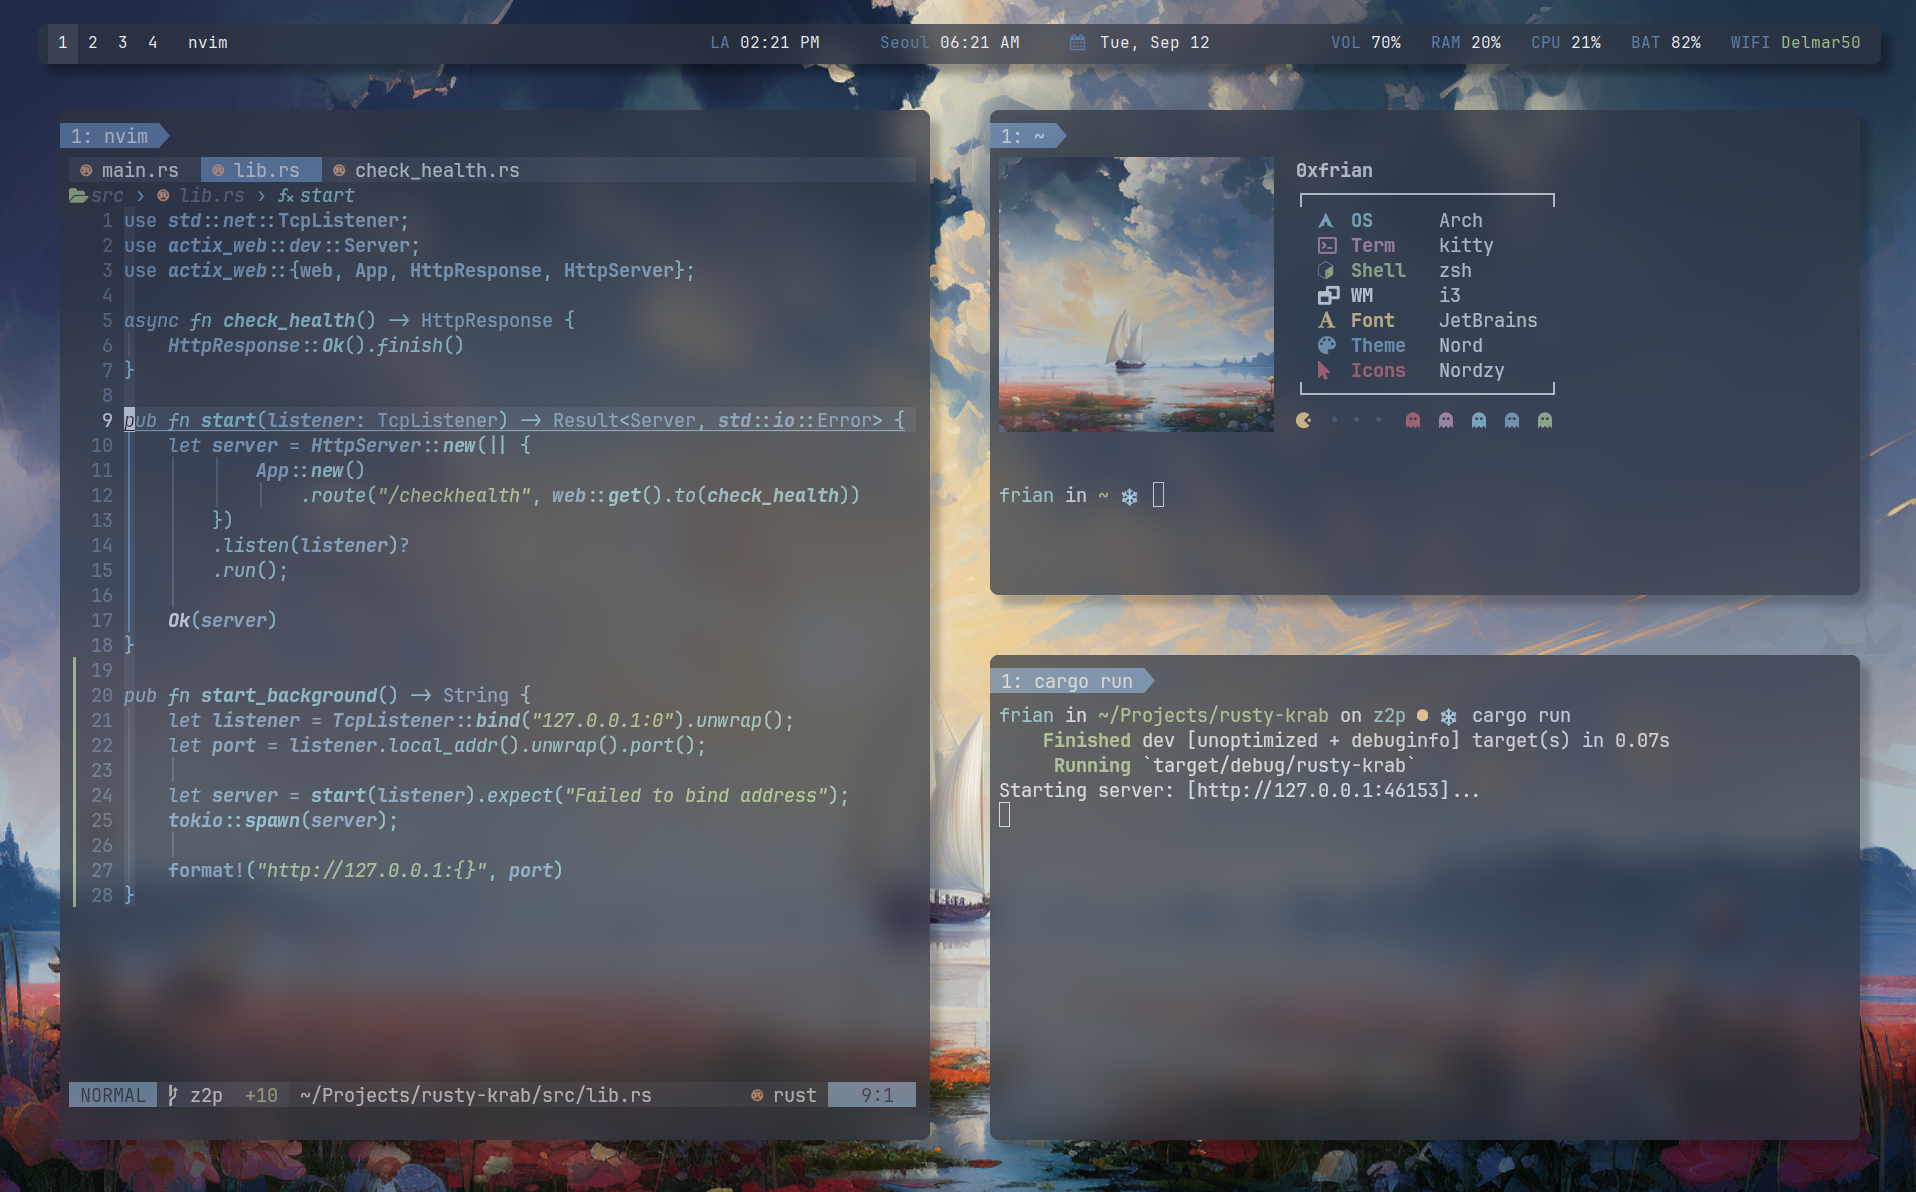 1 2 3 4 nvim LA 02:21 PM Seoul 06:21 AM Tue, Sep 12 VOL 70% RAM 20% CPU 21% BAT 82% WIFI Delmar50
1: nvim
main.rs lib.rs check_health.rs
src › lib.rs › start
1 use std::net::TcpListener;
2 use actix_web::dev::Server;
3 use actix_web::{web, App, HttpResponse, HttpServer};
4
5 async fn check_health() -> HttpResponse {
6 HttpResponse::Ok().finish()
7 }
8
9 pub fn start(listener: TcpListener) -> Result<Server, std::io::Error> {
10 let server = HttpServer::new(|| {
11 App::new()
12 .route("/checkhealth", web::get().to(check_health))
13 })
14 .listen(listener)?
15 .run();
16
17 Ok(server)
18 }
19
20 pub fn start_background() -> String {
21 let listener = TcpListener::bind("127.0.0.1:0").unwrap();
22 let port = listener.local_addr().unwrap().port();
23
24 let server = start(listener).expect("Failed to bind address");
25 tokio::spawn(server);
26
27 format!("http://127.0.0.1:{}", port)
28 }
NORMAL z2p +10 ~/Projects/rusty-krab/src/lib.rs rust 9:1
1: ~
0xfrian
OS Arch
Term kitty
Shell zsh
WM i3
Font JetBrains
Theme Nord
Icons Nordzy
frian in ~ ❄
1: cargo run
frian in ~/Projects/rusty-krab on z2p ● ❄ cargo run
Finished dev [unoptimized + debuginfo] target(s) in 0.07s
Running `target/debug/rusty-krab`
Starting server: [http://127.0.0.1:46153]...